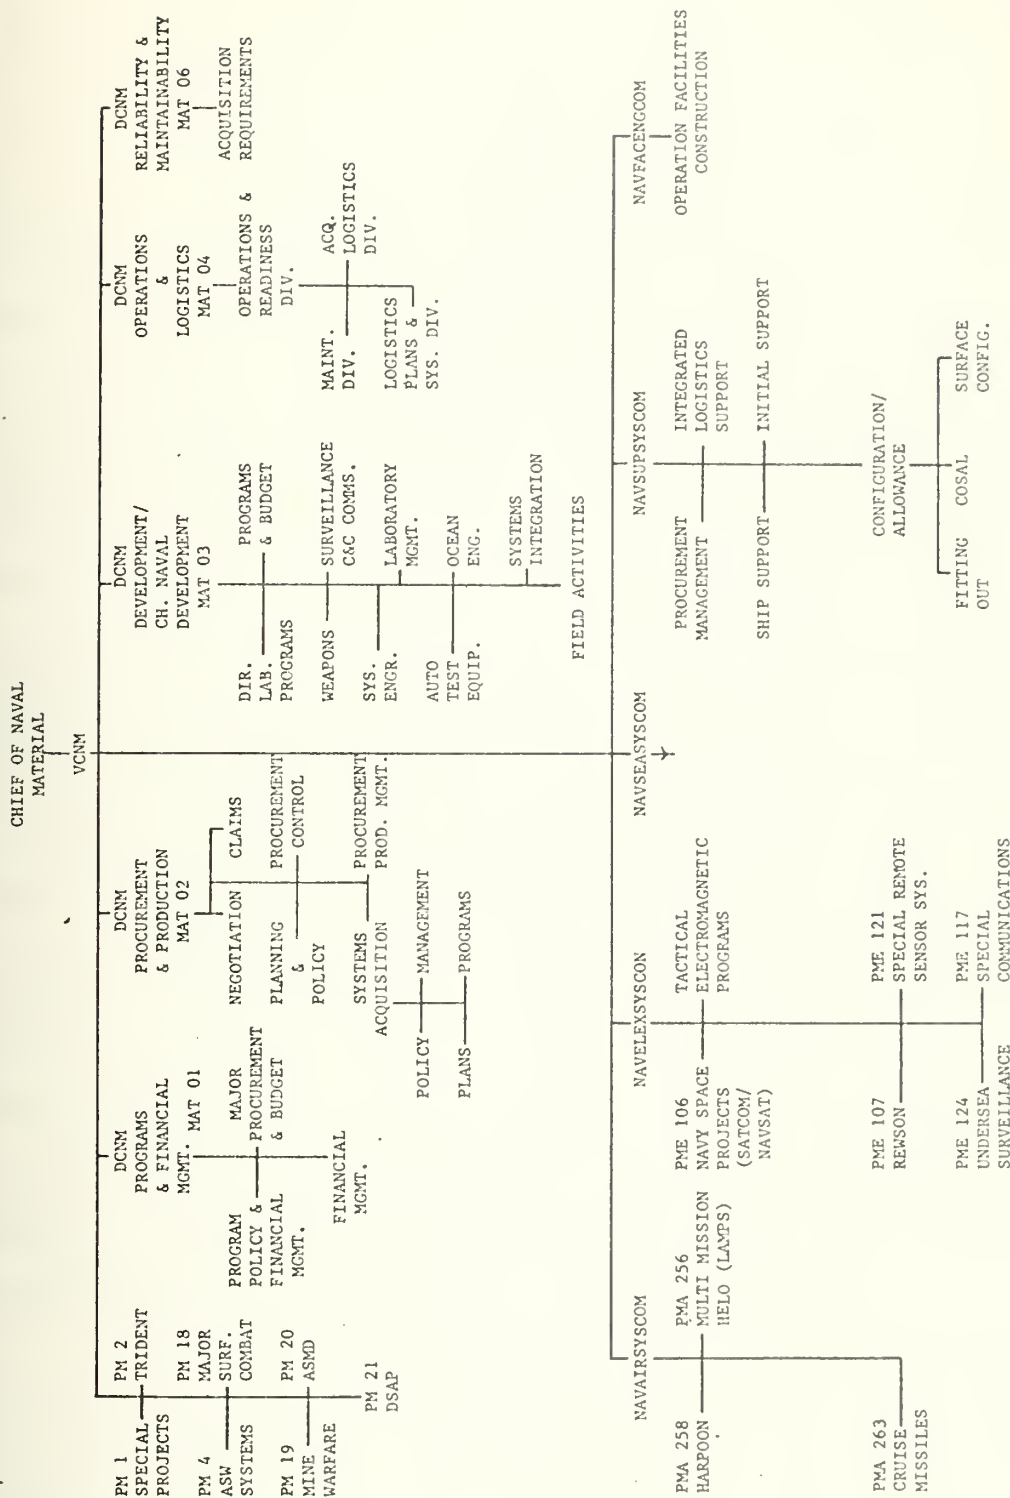 CHIEF OF NAVAL
MATERIAL
VCNM
PM 1
SPECIAL
PROJECTS
PM 2
TRIDENT
PM 4
ASW
SYSTEMS
PM 18
MAJOR
SURF.
COMBAT
PM 19
MINE
WARFARE
PM 20
ASMD
PM 21
DSAP
DCNM
PROGRAMS
& FINANCIAL
MGMT. MAT 01
PROGRAM
POLICY &
FINANCIAL
MGMT.
MAJOR
PROCUREMENT
& BUDGET
FINANCIAL
MGMT.
DCNM
PROCUREMENT
& PRODUCTION
MAT 02
NEGOTIATION
CLAIMS
PLANNING
&
POLICY
PROCUREMENT
CONTROL
SYSTEMS
ACQUISITION
PROCUREMENT
PROD. MGMT.
POLICY
MANAGEMENT
PLANS
PROGRAMS
DCNM
DEVELOPMENT/
CH. NAVAL
DEVELOPMENT
MAT 03
DIR.
LAB.
PROGRAMS
PROGRAMS
& BUDGET
WEAPONS
SURVEILLANCE
C&C COMMS.
SYS.
ENGR.
LABORATORY
MGMT.
AUTO
TEST
EQUIP.
OCEAN
ENG.
SYSTEMS
INTEGRATION
FIELD ACTIVITIES
DCNM
OPERATIONS
&
LOGISTICS
MAT 04
OPERATIONS &
READINESS
DIV.
MAINT.
DIV.
ACQ.
LOGISTICS
DIV.
LOGISTICS
PLANS &
SYS. DIV.
DCNM
RELIABILITY &
MAINTAINABILITY
MAT 06
ACQUISITION
REQUIREMENTS
NAVAIRSYSCOM
PMA 258
HARPOON
PMA 256
MULTI MISSION
HELO (LAMPS)
PMA 263
CRUISE
MISSILES
NAVELEXSYSCON
PME 106
NAVY SPACE
PROJECTS
(SATCOM/
NAVSAT)
TACTICAL
ELECTROMAGNETIC
PROGRAMS
PME 107
REWSON
PME 121
SPECIAL REMOTE
SENSOR SYS.
PME 124
UNDERSEA
SURVEILLANCE
PME 117
SPECIAL
COMMUNICATIONS
NAVSEASYSCOM
NAVSUPSYSCOM
PROCUREMENT
MANAGEMENT
INTEGRATED
LOGISTICS
SUPPORT
SHIP SUPPORT
INITIAL SUPPORT
CONFIGURATION/
ALLOWANCE
FITTING
OUT
COSAL
SURFACE
CONFIG.
NAVFACENGCOM
OPERATION FACILITIES
CONSTRUCTION